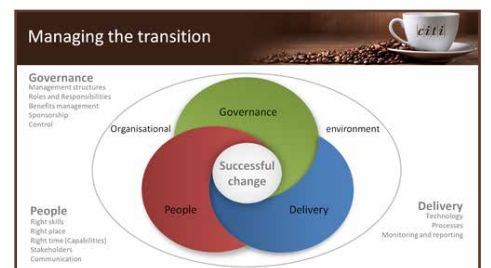 Managing the transition
citi
Governance
Management structures
Roles and Responsibilities
Benefits management
Sponsorship
Control
Governance
Organisational
environment
Successful
change
People
Delivery
People
Right skills
Right place
Right time (Capabilities)
Stakeholders
Communication
Delivery
Technology
Processes
Monitoring and reporting